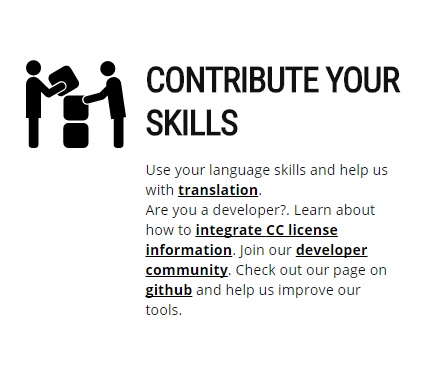 CONTRIBUTE YOUR
SKILLS
Use your language skills and help us
with translation.
Are you a developer?. Learn about
how to integrate CC license
information. Join our developer
community. Check out our page on
github and help us improve our
tools.